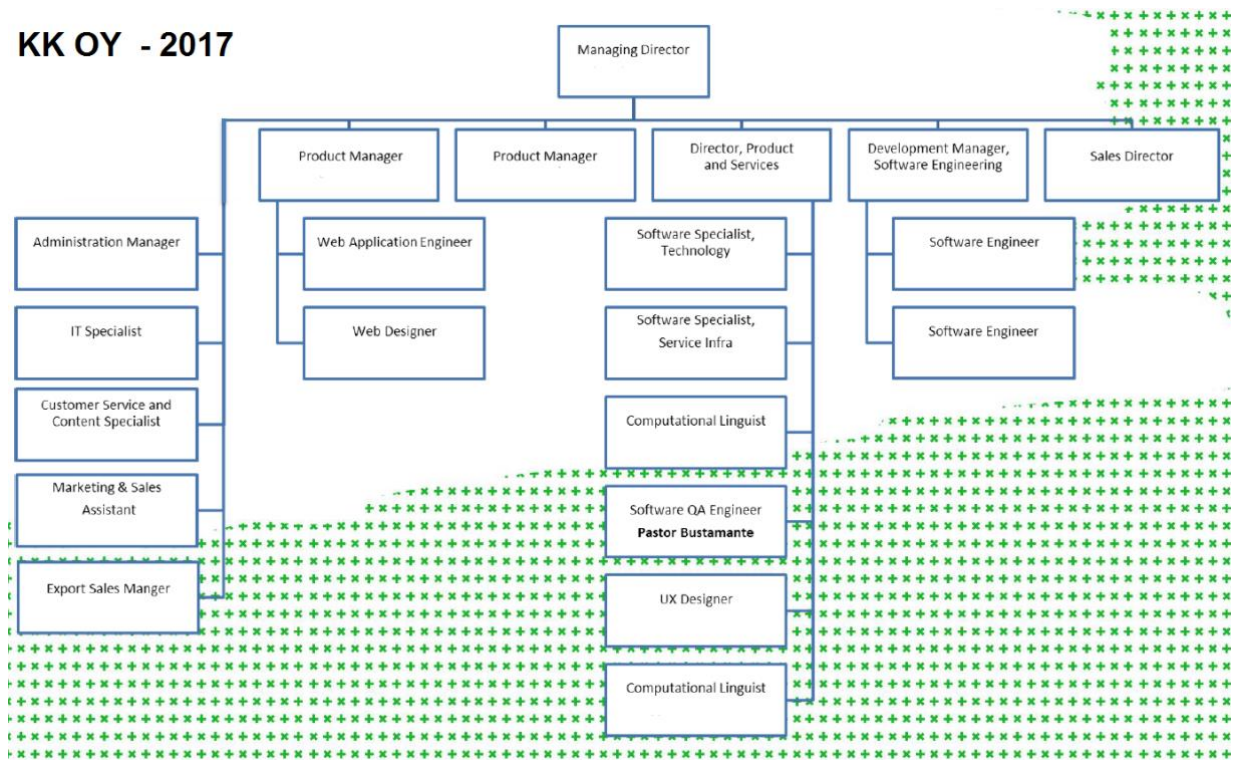 KK OY - 2017
Managing Director
Product Manager
Product Manager
Director, Product
and Services
Development Manager,
Software Engineering
Sales Director
Administration Manager
Web Application Engineer
Software Specialist,
Technology
Software Engineer
IT Specialist
Web Designer
Software Specialist,
Service Infra
Software Engineer
Customer Service and
Content Specialist
Computational Linguist
Marketing & Sales
Assistant
Software QA Engineer
Pastor Bustamante
Export Sales Manger
UX Designer
Computational Linguist